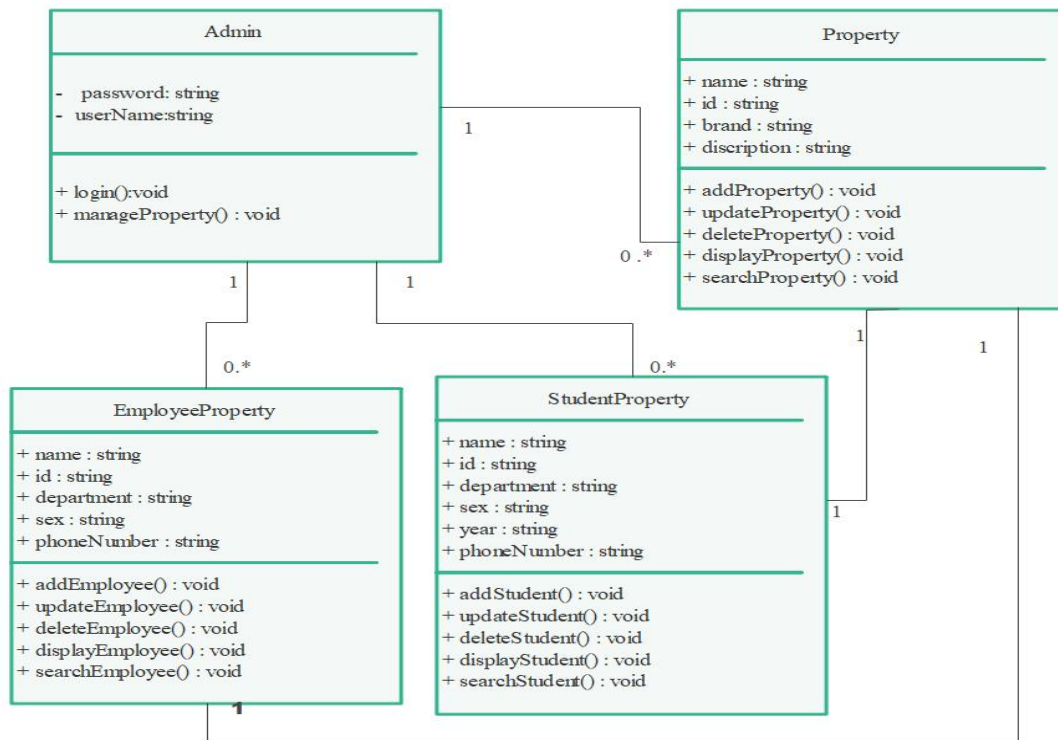 Admin
- password: string
- userName:string
+ login():void
+ manageProperty() : void
1
0 .*
Property
+ name : string
+ id : string
+ brand : string
+ discription : string
+ addProperty() : void
+ updateProperty() : void
+ deleteProperty() : void
+ displayProperty() : void
+ searchProperty() : void
1
1
1
1
0.*
0.*
EmployeeProperty
+ name : string
+ id : string
+ department : string
+ sex : string
+ phoneNumber : string
+ addEmployee() : void
+ updateEmployee() : void
+ deleteEmployee() : void
+ displayEmployee() : void
+ searchEmployee() : void
1
StudentProperty
+ name : string
+ id : string
+ department : string
+ sex : string
+ year : string
+ phoneNumber : string
+ addStudent() : void
+ updateStudent() : void
+ deleteStudent() : void
+ displayStudent() : void
+ searchStudent() : void
1